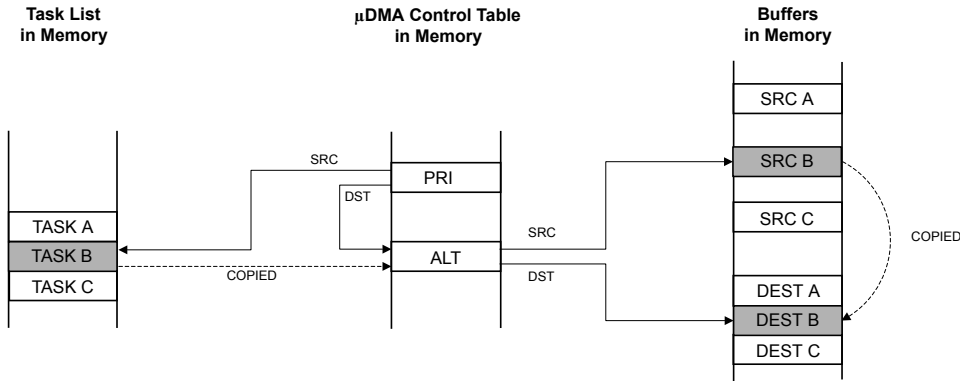 Task List
in Memory
μDMA Control Table
in Memory
Buffers
in Memory
SRC A
SRC
SRC B
PRI
DST
TASK A
SRC C
SRC
COPIED
TASK B
ALT
COPIED
DST
TASK C
DEST A
DEST B
DEST C